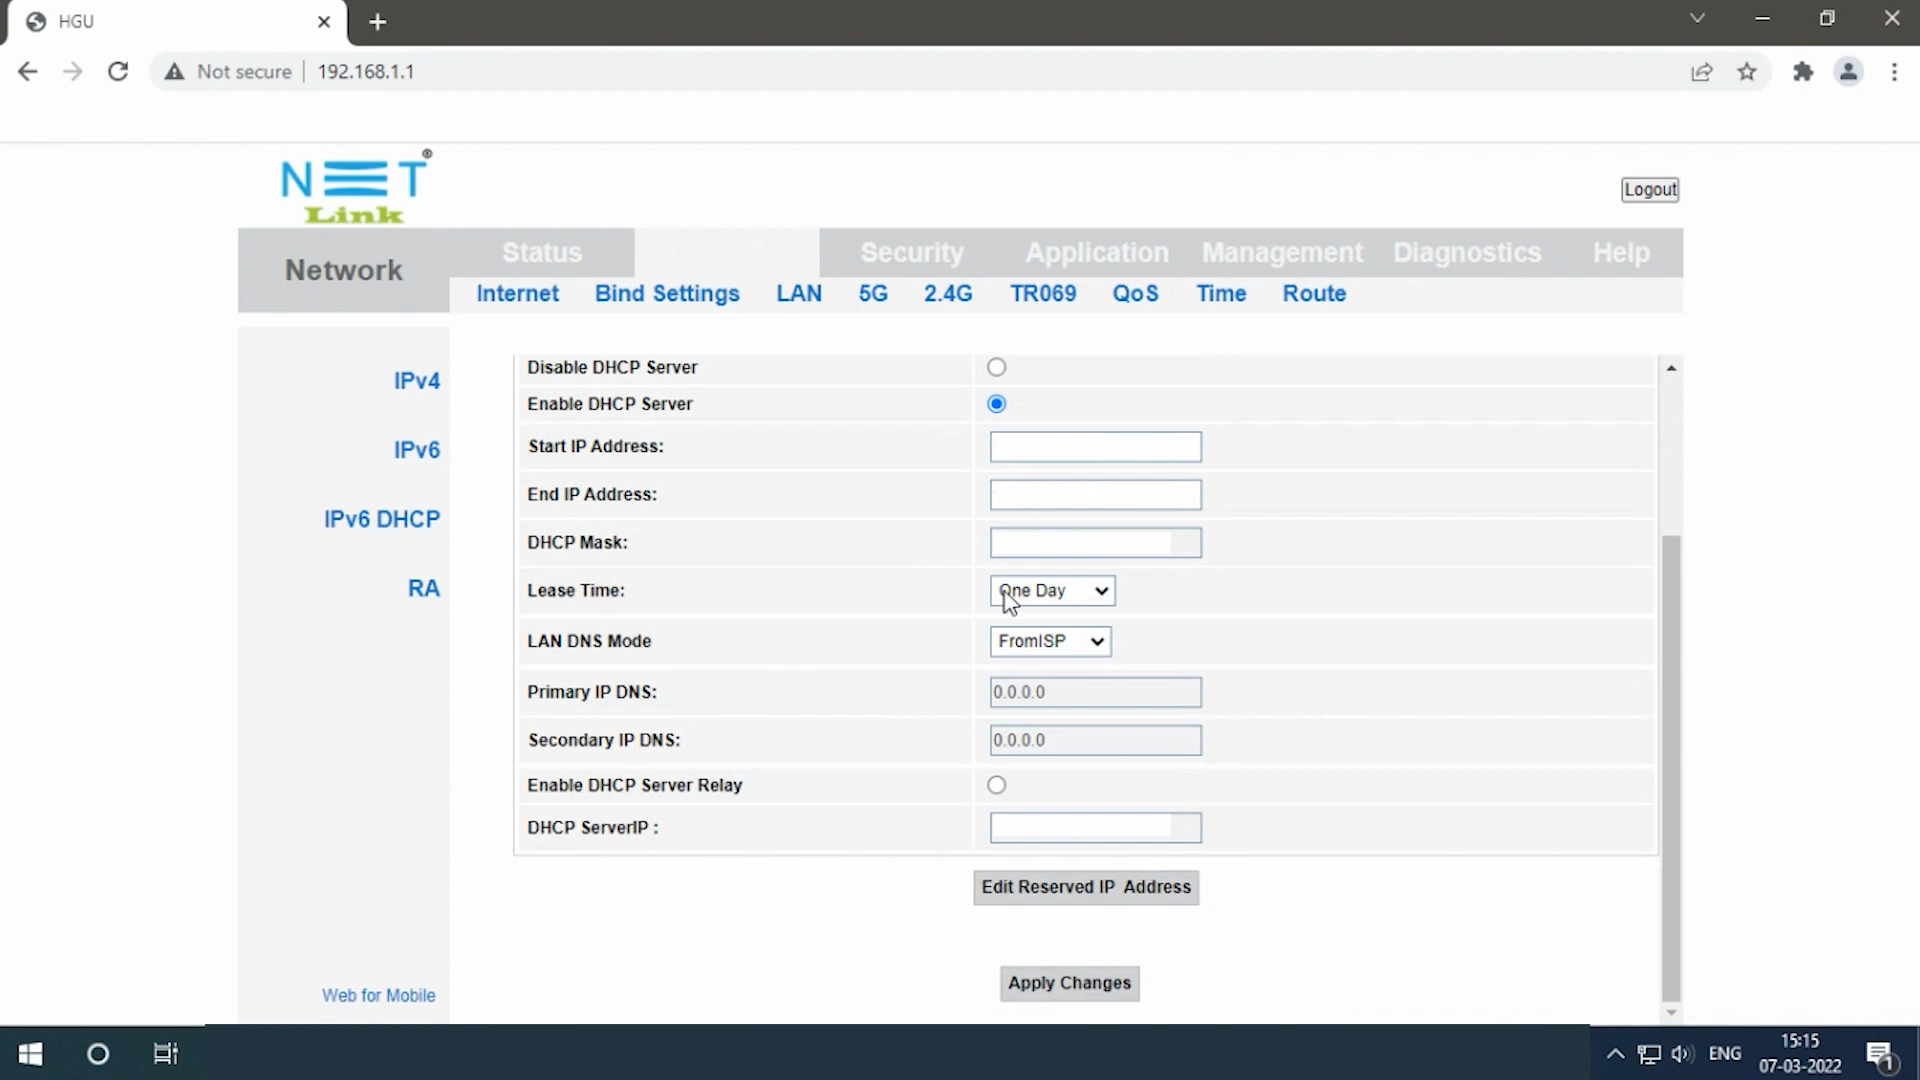 HGU
Not secure
192.168.1.1
NET®
Link
Logout
Network
Status
Security
Application
Management
Diagnostics
Help
Internet
Bind Settings
LAN
5G
2.4G
TR069
QoS
Time
Route
IPv4
IPv6
IPv6 DHCP
RA
Web for Mobile
Disable DHCP Server
Enable DHCP Server
Start IP Address:
End IP Address:
DHCP Mask:
Lease Time:
One Day
LAN DNS Mode
FromISP
Primary IP DNS:
0.0.0.0
Secondary IP DNS:
0.0.0.0
Enable DHCP Server Relay
DHCP ServerIP :
Edit Reserved IP Address
Apply Changes
ENG
15:15
07-03-2022
1